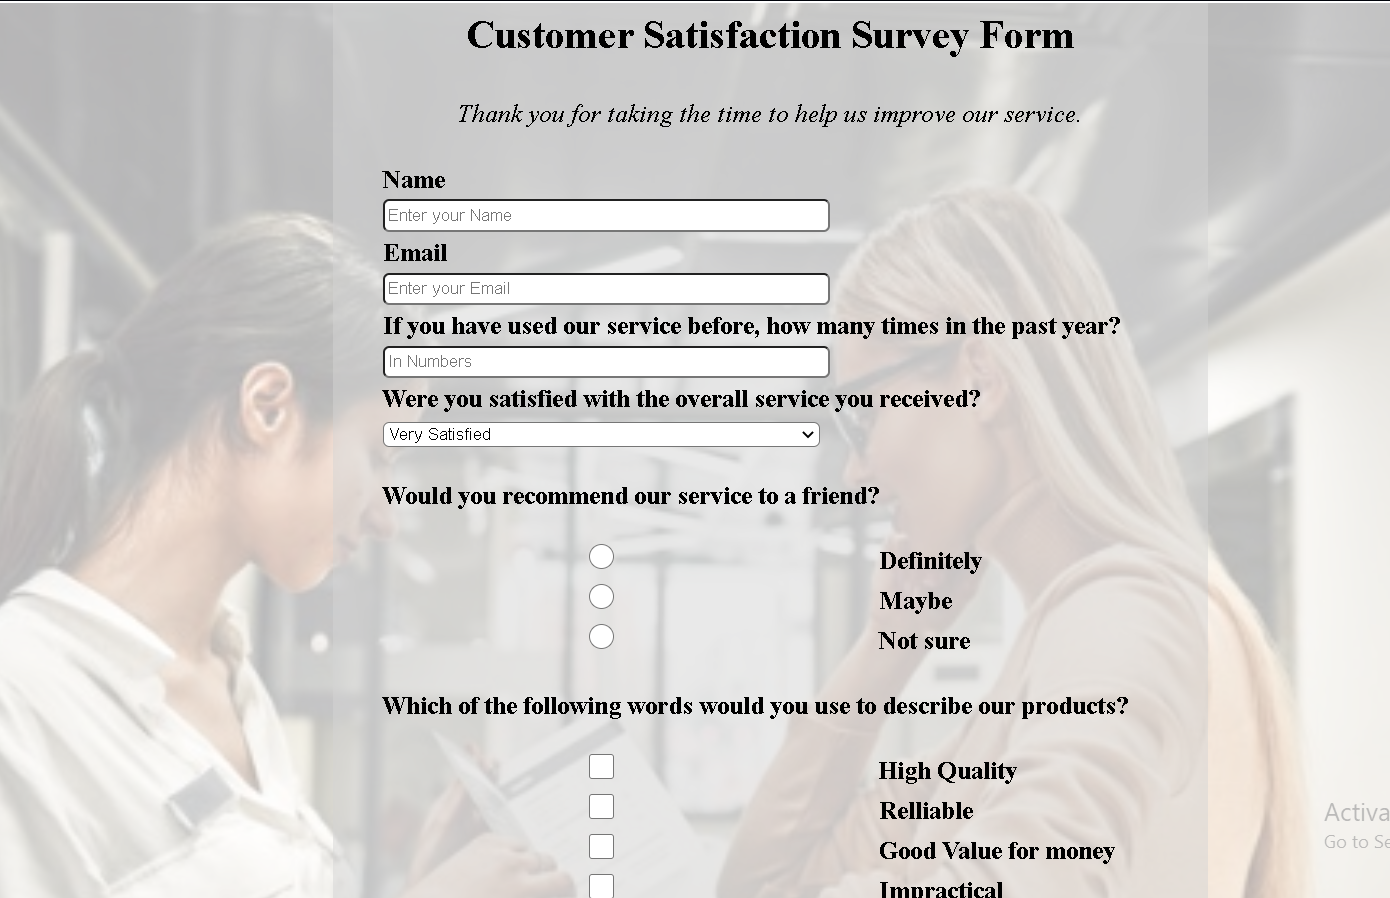 Customer Satisfaction Survey Form
Thank you for taking the time to help us improve our service.
Name
Enter your Name
Email
Enter your Email
If you have used our service before, how many times in the past year?
In Numbers
Were you satisfied with the overall service you received?
Very Satisfied
Would you recommend our service to a friend?
Definitely
Maybe
Not sure
Which of the following words would you use to describe our products?
High Quality
Relliable
Good Value for money
Impractical
Activa
Go to Se